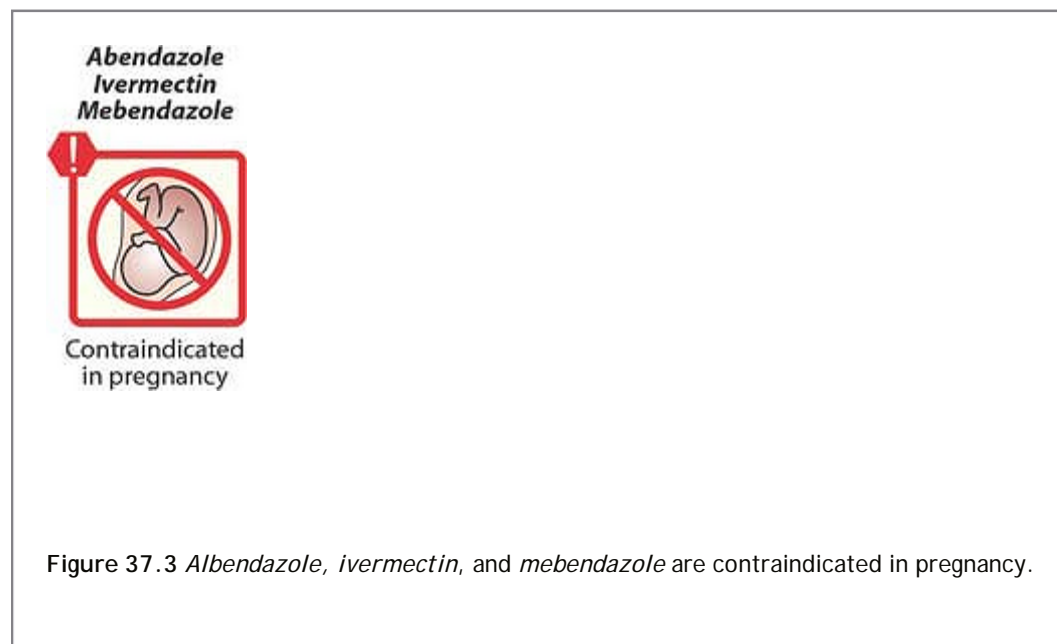 Abendazole
Ivermectin
Mebendazole
!
Contraindicated
in pregnancy
Figure 37.3 Albendazole, ivermectin, and mebendazole are contraindicated in pregnancy.